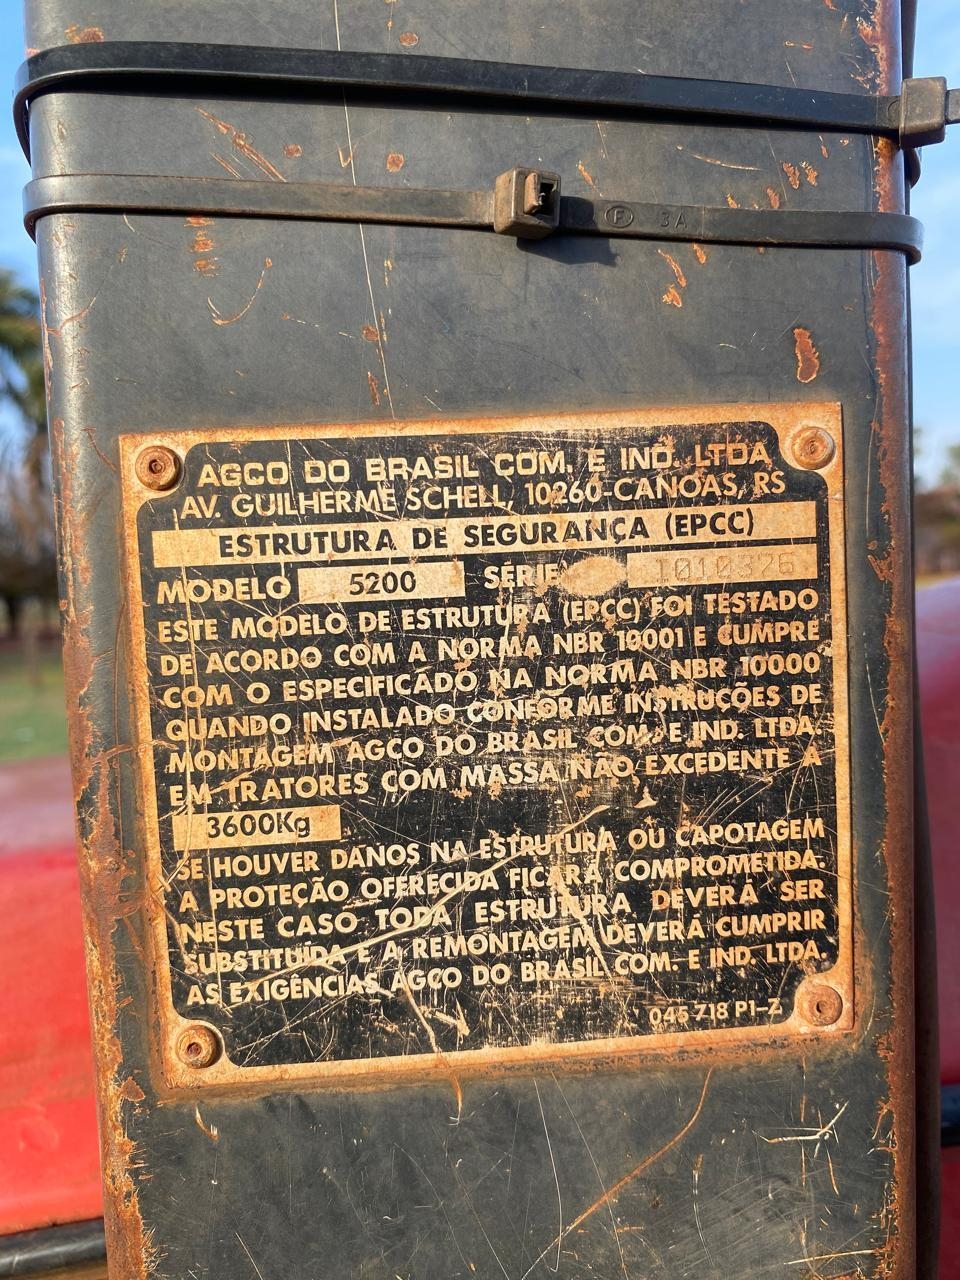 F 3A
AGCO DO BRASIL COM. E IND. LTDA
AV. GUILHERME SCHELL, 10260-CANOAS, RS
ESTRUTURA DE SEGURANÇA (EPCC)
MODELO 5200 SÉRIE 1010376
ESTE MODELO DE ESTRUTURA (EPCC) FOI TESTADO
DE ACORDO COM A NORMA NBR 10001 E CUMPRE
COM O ESPECIFICADO NA NORMA NBR 10000
QUANDO INSTALADO CONFORME INSTRUÇÕES DE
MONTAGEM AGCO DO BRASIL COM. E IND. LTDA.
EM TRATORES COM MASSA NÃO EXCEDENTE A
3600Kg
SE HOUVER DANOS NA ESTRUTURA OU CAPOTAGEM
A PROTEÇÃO OFERECIDA FICARÁ COMPROMETIDA.
NESTE CASO TODA ESTRUTURA DEVERÁ SER
SUBSTITUÍDA E A REMONTAGEM DEVERÁ CUMPRIR
AS EXIGÊNCIAS AGCO DO BRASIL COM. E IND. LTDA.
045 718 P1-Z